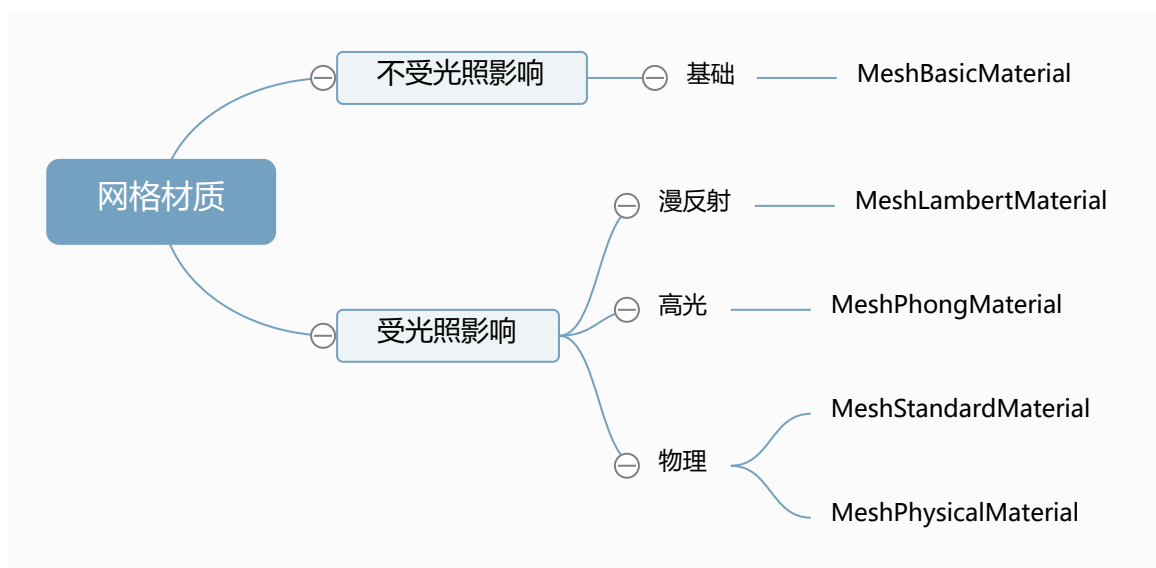 网格材质
不受光照影响
基础
MeshBasicMaterial
受光照影响
漫反射
MeshLambertMaterial
高光
MeshPhongMaterial
物理
MeshStandardMaterial
MeshPhysicalMaterial